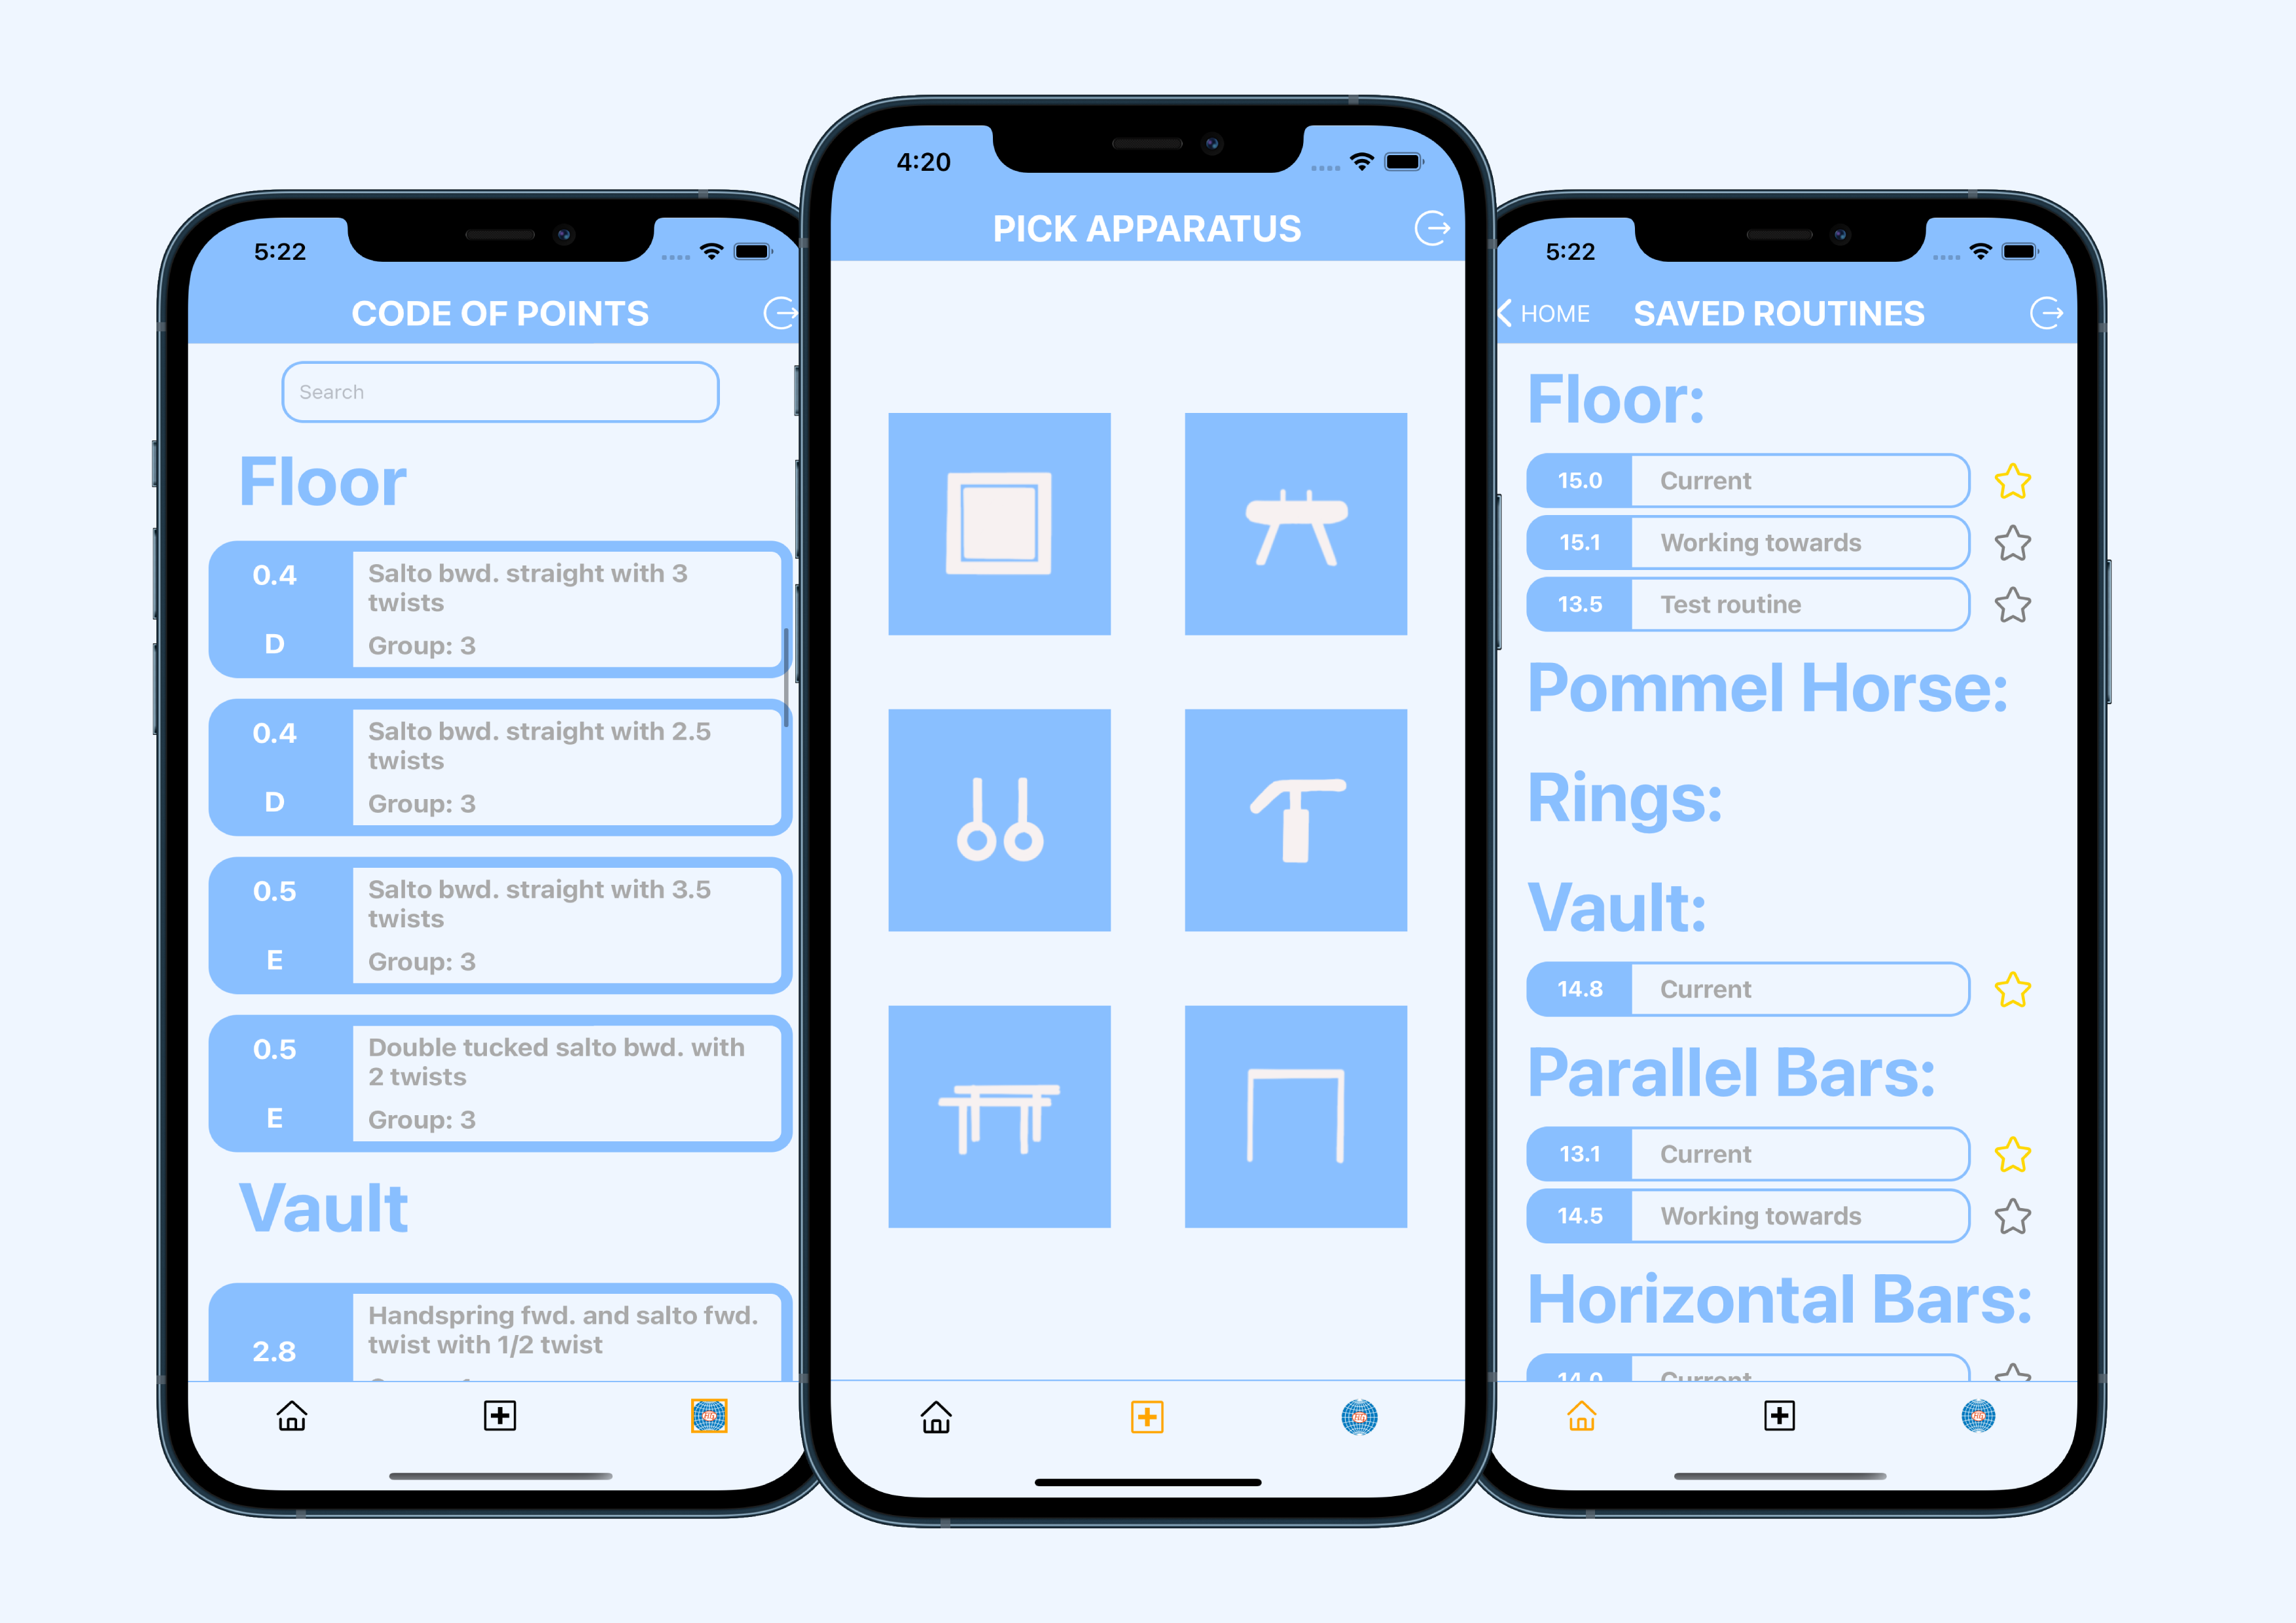 5:22
CODE OF POINTS
Search
Floor
0.4
D
Salto bwd. straight with 3
twists
Group: 3
0.4
D
Salto bwd. straight with 2.5
twists
Group: 3
0.5
E
Salto bwd. straight with 3.5
twists
Group: 3
0.5
E
Double tucked salto bwd. with
2 twists
Group: 3
Vault
2.8
Handspring fwd. and salto fwd.
twist with 1/2 twist
4:20
PICK APPARATUS
5:22
HOME
SAVED ROUTINES
Floor:
15.0 Current
15.1 Working towards
13.5 Test routine
Pommel Horse:
Rings:
Vault:
14.8 Current
Parallel Bars:
13.1 Current
14.5 Working towards
Horizontal Bars:
14.0 Current